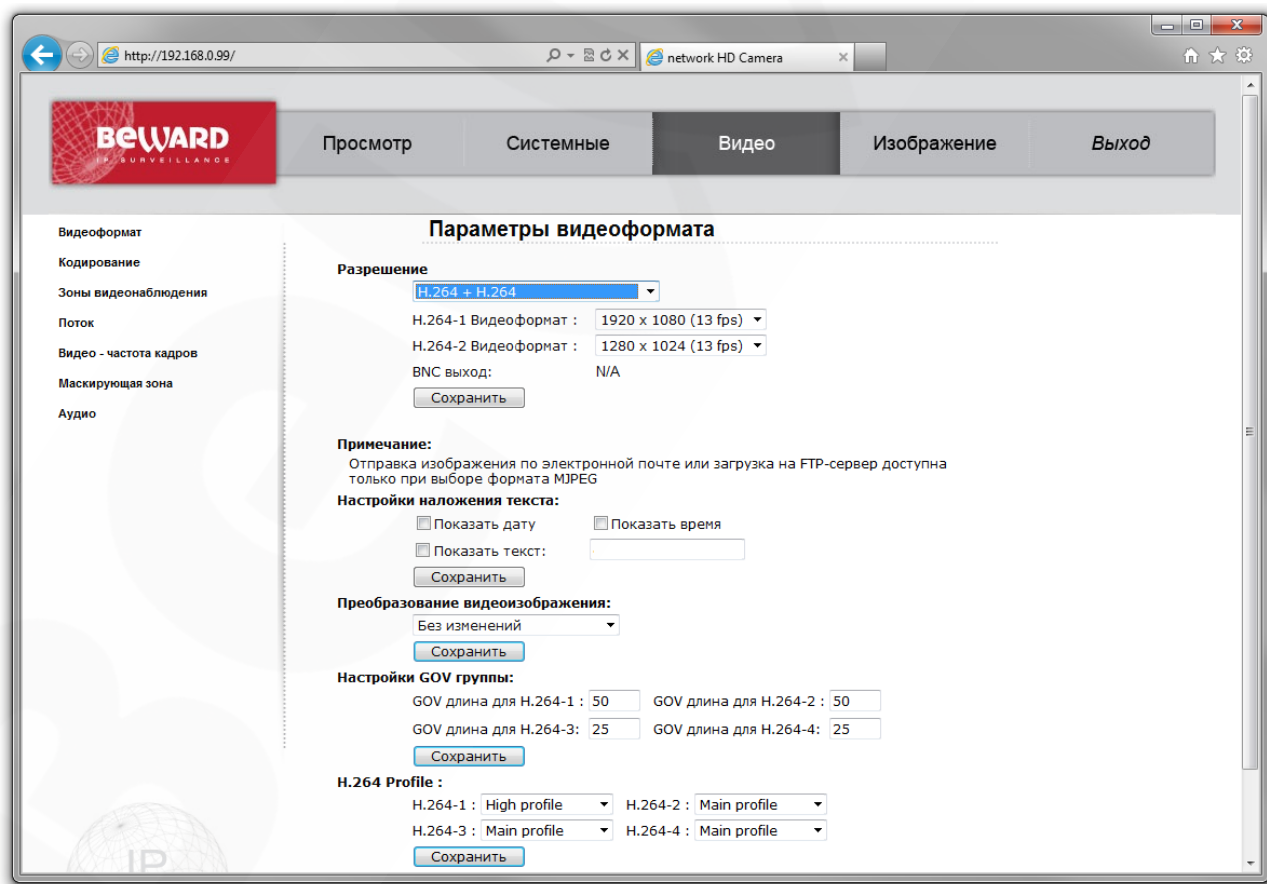 http://192.168.0.99/
network HD Camera
BEWARD
IP SURVEILLANCE
Просмотр
Системные
Видео
Изображение
Выход
Видеоформат
Кодирование
Зоны видеонаблюдения
Поток
Видео - частота кадров
Маскирующая зона
Аудио
Параметры видеоформата
Разрешение
H.264 + H.264
H.264-1 Видеоформат : 1920 x 1080 (13 fps)
H.264-2 Видеоформат : 1280 x 1024 (13 fps)
BNC выход: N/A
Сохранить
Примечание:
Отправка изображения по электронной почте или загрузка на FTP-сервер доступна
только при выборе формата MJPEG
Настройки наложения текста:
Показать дату Показать время
Показать текст:
Сохранить
Преобразование видеоизображения:
Без изменений
Сохранить
Настройки GOV группы:
GOV длина для H.264-1 : 50 GOV длина для H.264-2 : 50
GOV длина для H.264-3: 25 GOV длина для H.264-4: 25
Сохранить
H.264 Profile :
H.264-1 : High profile H.264-2 : Main profile
H.264-3 : Main profile H.264-4 : Main profile
Сохранить
IP